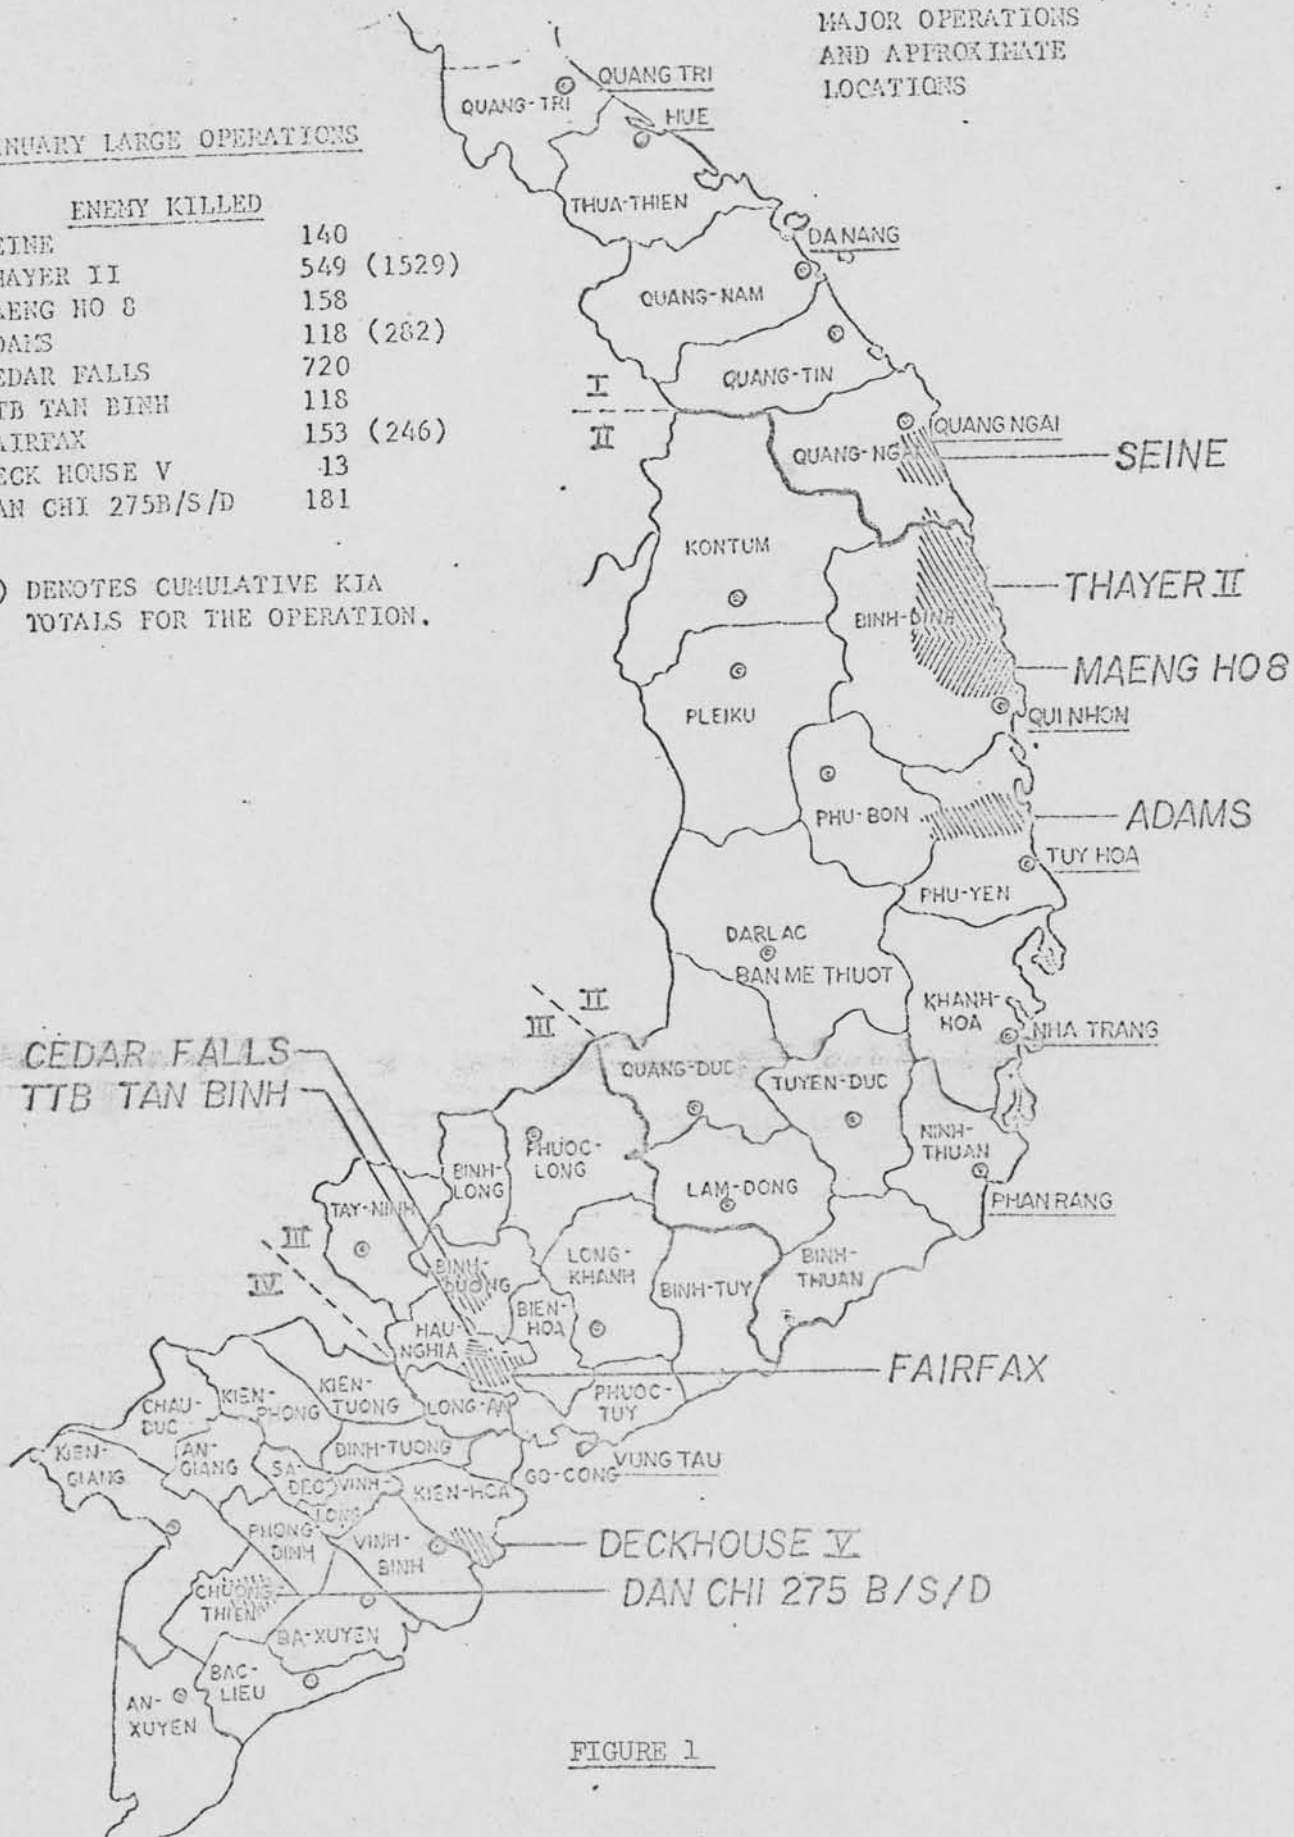 MAJOR OPERATIONS
AND APPROXIMATE
LOCATIONS
NUARY LARGE OPERATIONS
ENEMY KILLED
EINE 140
HAYER II 549 (1529)
AENG HO 8 158
DAMS 118 (282)
EDAR FALLS 720
TB TAN BINH 118
AIRFAX 153 (246)
ECK HOUSE V 13
AN CHI 275B/S/D 181
) DENOTES CUMULATIVE KIA
TOTALS FOR THE OPERATION.
QUANG-TRI
QUANG TRI
HUE
THUA-THIEN
DA NANG
QUANG-NAM
QUANG-TIN
I
II
QUANG NGAI
QUANG-NGAI
SEINE
KONTUM
THAYER II
BINH-DINH
MAENG HO 8
PLEIKU
QUI NHON
PHU-BON
ADAMS
TUY HOA
PHU-YEN
DARLAC
BAN ME THUOT
KHANH-
HOA
NHA TRANG
II
III
CEDAR FALLS
TTB TAN BINH
QUANG-DUC
TUYEN-DUC
NINH-
THUAN
PHAN RANG
PHUOC-
LONG
BINH-
LONG
LAM-DONG
TAY-NINH
III
IV
BINH-
DUONG
LONG-
KHANH
BINH-TUY
BINH-
THUAN
BIEN-
HOA
HAU-
NGHIA
FAIRFAX
PHUOC-
TUY
CHAU-
DUC
KIEN-
PHONG
KIEN-
TUONG
LONG-AN
KIEN-
GIANG
AN-
GIANG
SA-
DEC
DINH-TUONG
GO-CONG
VUNG TAU
VINH-
LONG
KIEN-HOA
PHONG-
DINH
VINH-
BINH
DECKHOUSE V
CHUONG-
THIEN
DAN CHI 275 B/S/D
BA-XUYEN
BAC-
LIEU
AN-
XUYEN
FIGURE 1